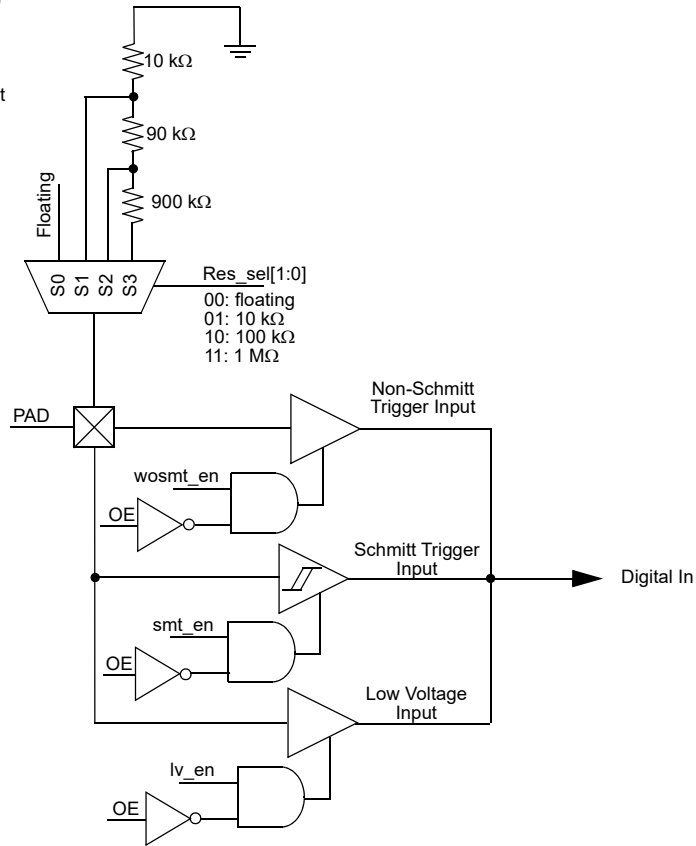 t
10 kΩ
90 kΩ
900 kΩ
Floating
S0
S1
S2
S3
Res_sel[1:0]
00: floating
01: 10 kΩ
10: 100 kΩ
11: 1 MΩ
PAD
Non-Schmitt
Trigger Input
wosmt_en
OE
Schmitt Trigger
Input
Digital In
smt_en
OE
Low Voltage
Input
lv_en
OE